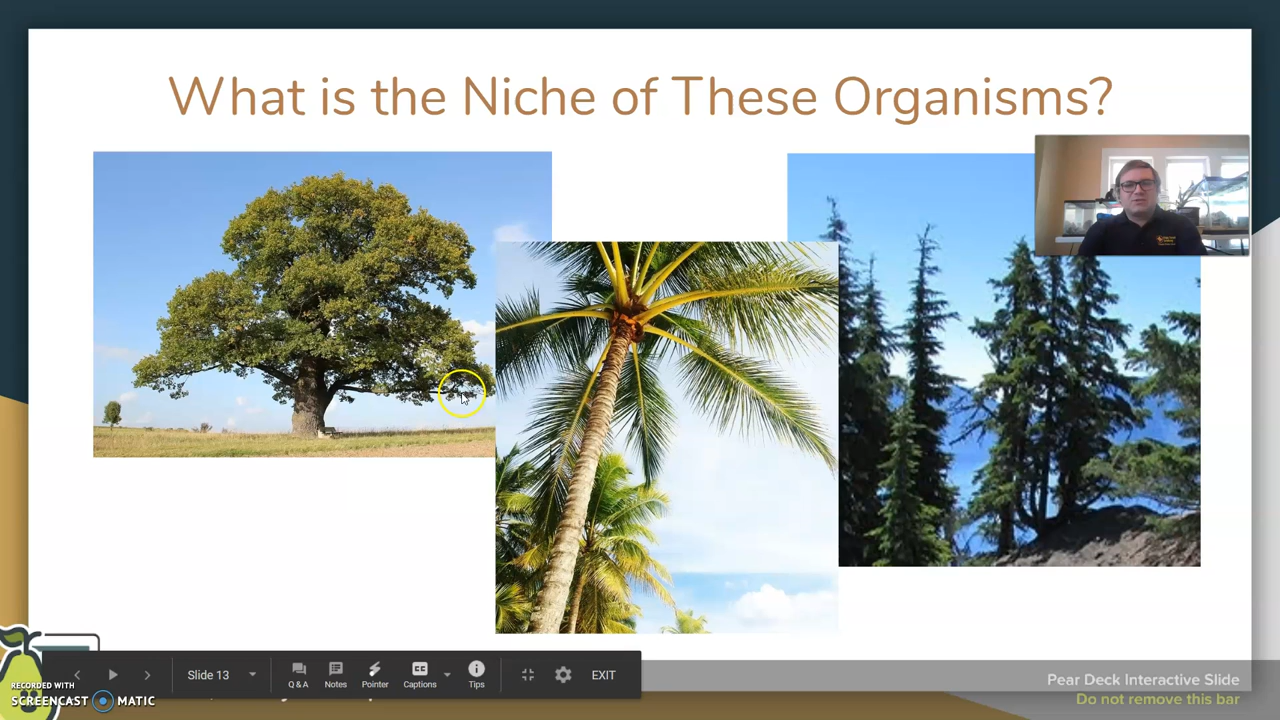 What is the Niche of These Organisms?
Slide 13
Q & A
Notes
Pointer
Captions
Tips
EXIT
RECORDED WITH
SCREENCAST MATIC
Pear Deck Interactive Slide
Do not remove this bar